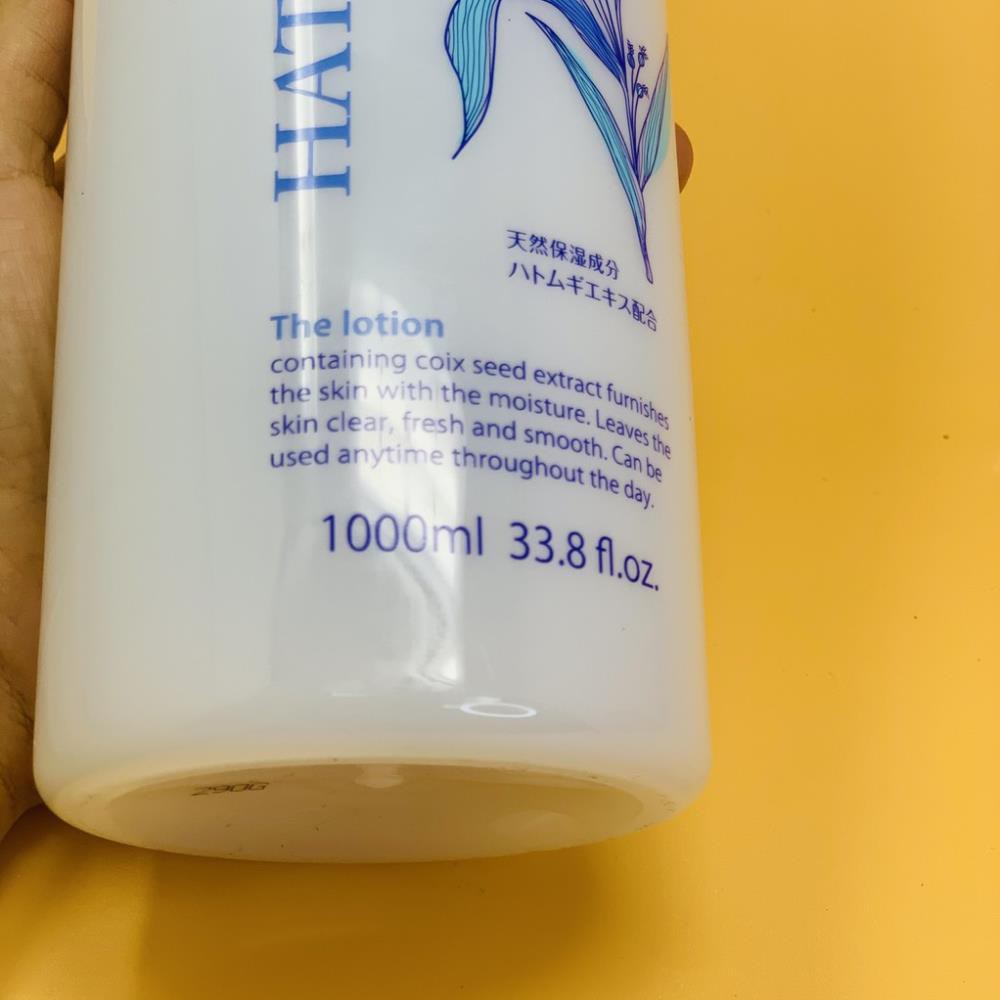 HAT
天然保湿成分
ハトムギエキス配合
The lotion
containing coix seed extract furnishes
the skin with the moisture. Leaves the
skin clear, fresh and smooth. Can be
used anytime throughout the day.
1000ml 33.8 fl.oz.
290G